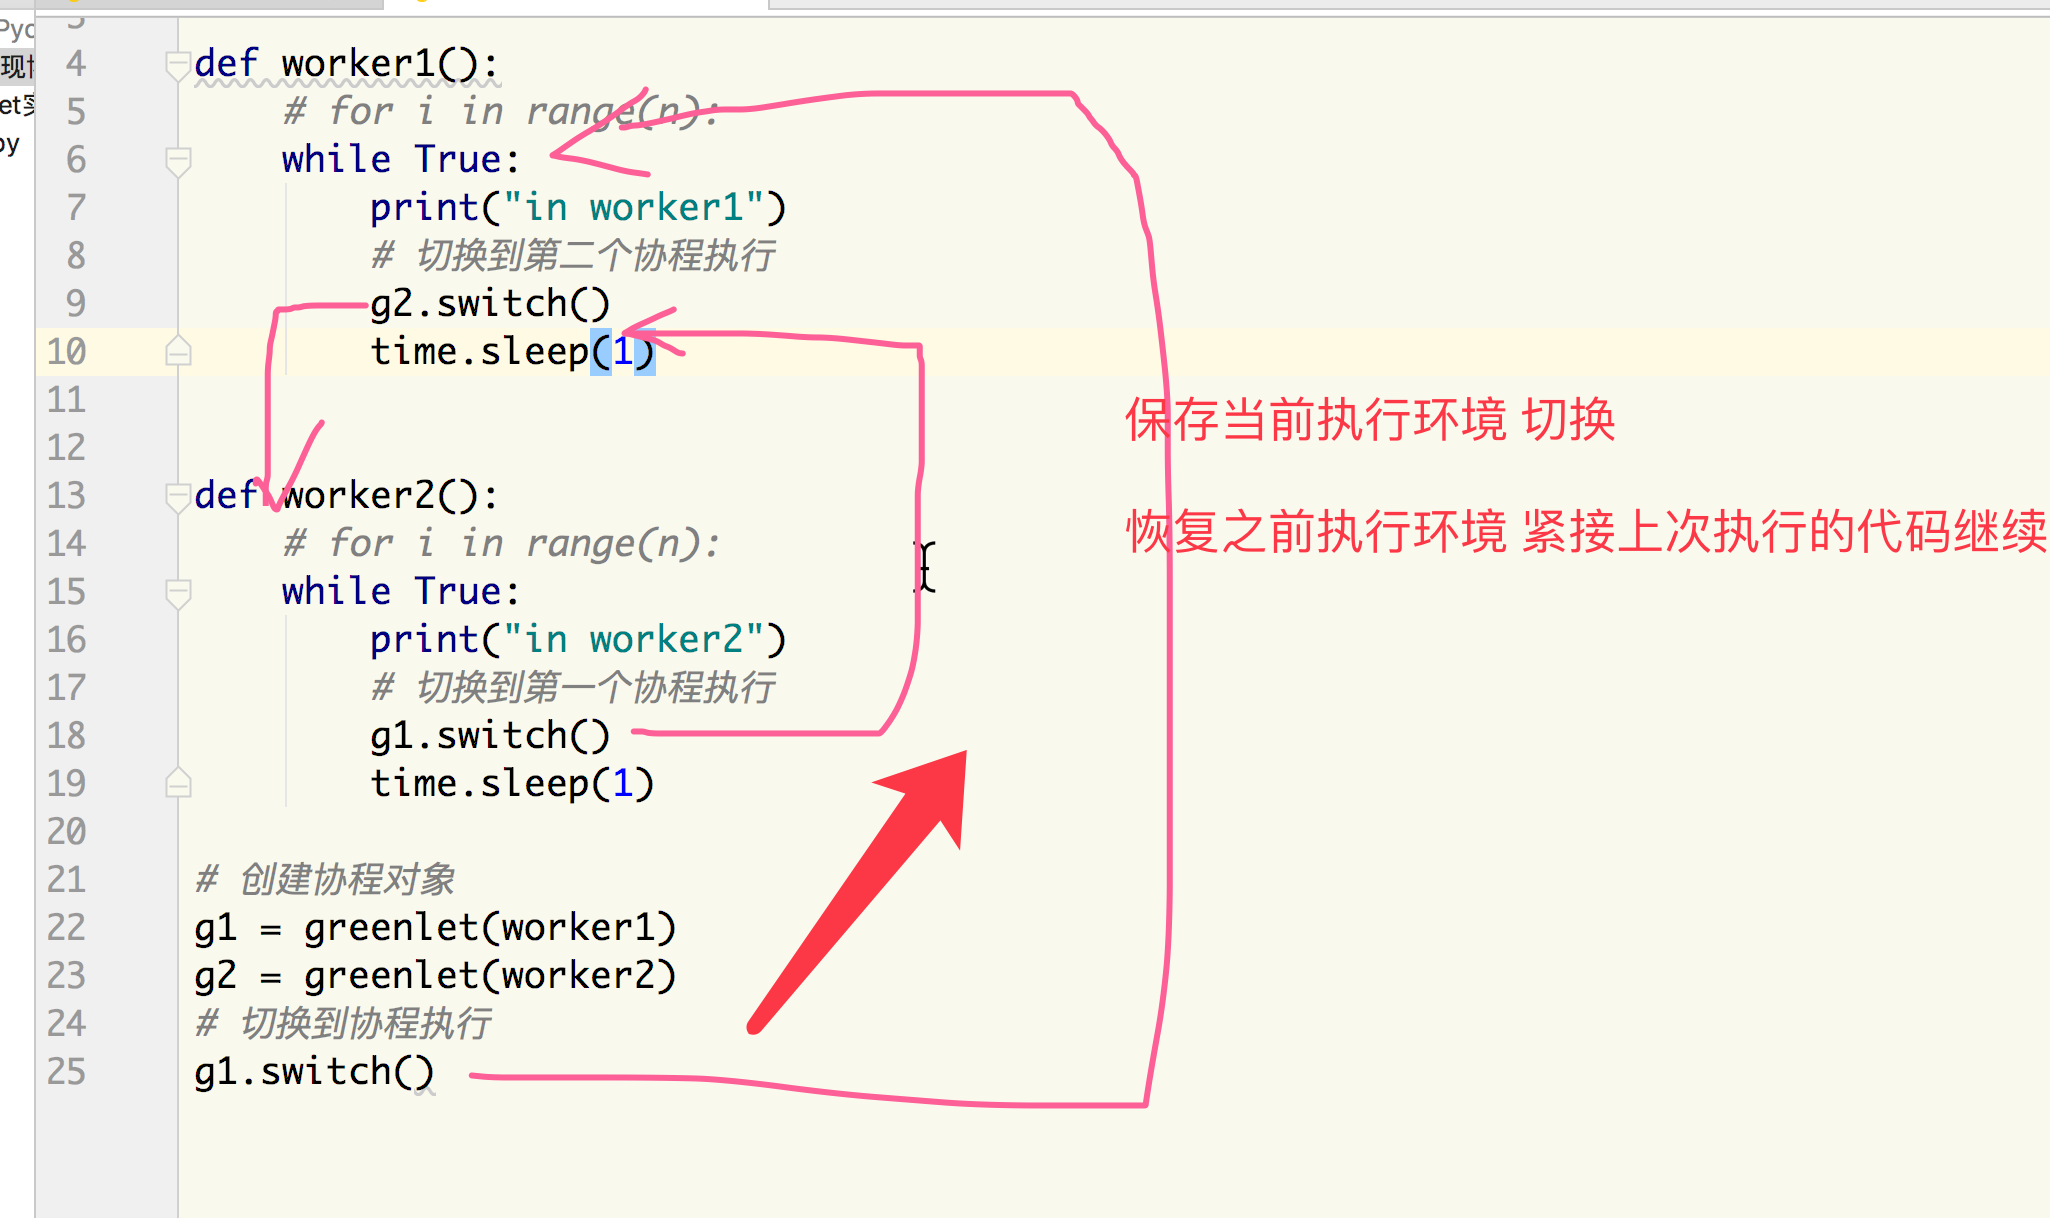 Pyc
现
et实
py
4 def worker1():
5 # for i in range(n):
6 while True:
7 print("in worker1")
8 # 切换到第二个协程执行
9 g2.switch()
10 time.sleep(1)
11
12
13 def worker2():
14 # for i in range(n):
15 while True:
16 print("in worker2")
17 # 切换到第一个协程执行
18 g1.switch()
19 time.sleep(1)
20
21 # 创建协程对象
22 g1 = greenlet(worker1)
23 g2 = greenlet(worker2)
24 # 切换到协程执行
25 g1.switch()
保存当前执行环境 切换
恢复之前执行环境 紧接上次执行的代码继续